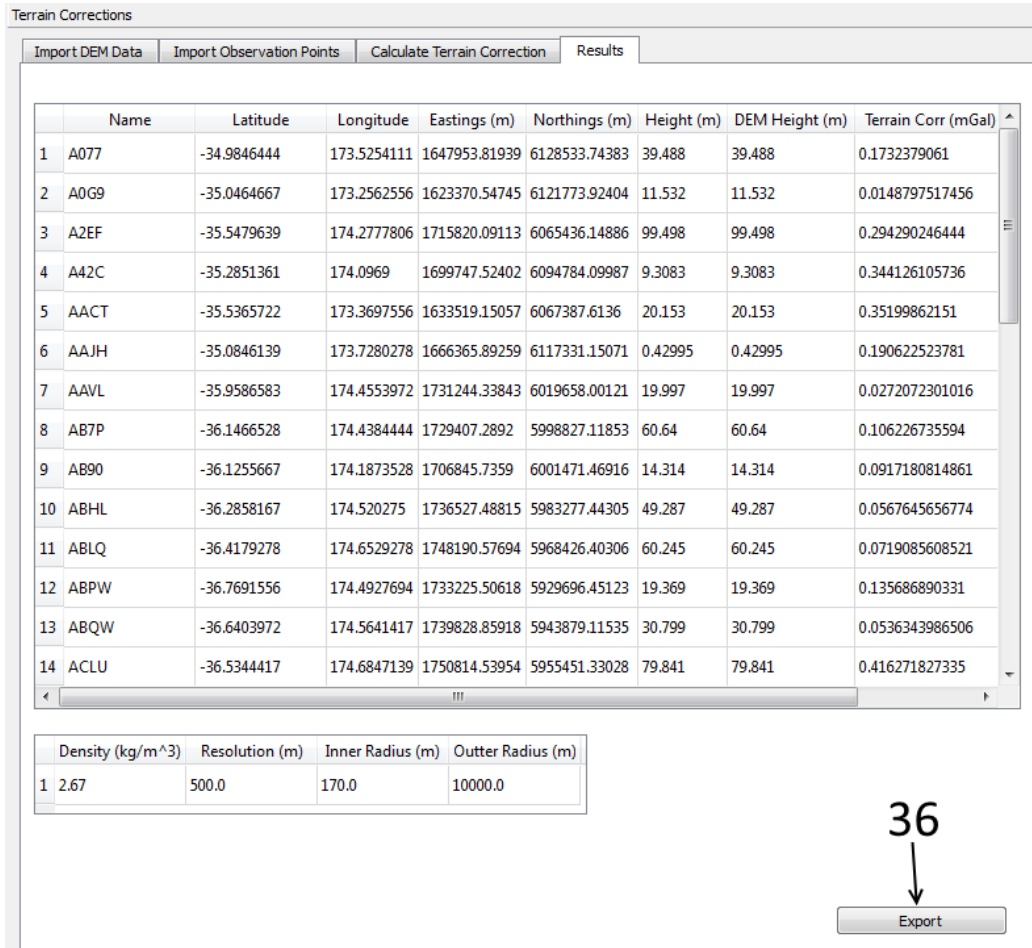 Terrain Corrections
Import DEM Data Import Observation Points Calculate Terrain Correction Results
Name Latitude Longitude Eastings (m) Northings (m) Height (m) DEM Height (m) Terrain Corr (mGal)
1 A077 -34.9846444 173.5254111 1647953.81939 6128533.74383 39.488 39.488 0.1732379061
2 A0G9 -35.0464667 173.2562556 1623370.54745 6121773.92404 11.532 11.532 0.0148797517456
3 A2EF -35.5479639 174.2777806 1715820.09113 6065436.14886 99.498 99.498 0.294290246444
4 A42C -35.2851361 174.0969 1699747.52402 6094784.09987 9.3083 9.3083 0.344126105736
5 AACT -35.5365722 173.3697556 1633519.15057 6067387.6136 20.153 20.153 0.35199862151
6 AAJH -35.0846139 173.7280278 1666365.89259 6117331.15071 0.42995 0.42995 0.190622523781
7 AAVL -35.9586583 174.4553972 1731244.33843 6019658.00121 19.997 19.997 0.0272072301016
8 AB7P -36.1466528 174.4384444 1729407.2892 5998827.11853 60.64 60.64 0.106226735594
9 AB90 -36.1255667 174.1873528 1706845.7359 6001471.46916 14.314 14.314 0.0917180814861
10 ABHL -36.2858167 174.520275 1736527.48815 5983277.44305 49.287 49.287 0.0567645656774
11 ABLQ -36.4179278 174.6529278 1748190.57694 5968426.40306 60.245 60.245 0.0719085608521
12 ABPW -36.7691556 174.4927694 1733225.50618 5929696.45123 19.369 19.369 0.135686890331
13 ABQW -36.6403972 174.5641417 1739828.85918 5943879.11535 30.799 30.799 0.0536343986506
14 ACLU -36.5344417 174.6847139 1750814.53954 5955451.33028 79.841 79.841 0.416271827335
Density (kg/m^3) Resolution (m) Inner Radius (m) Outter Radius (m)
1 2.67 500.0 170.0 10000.0
36
Export